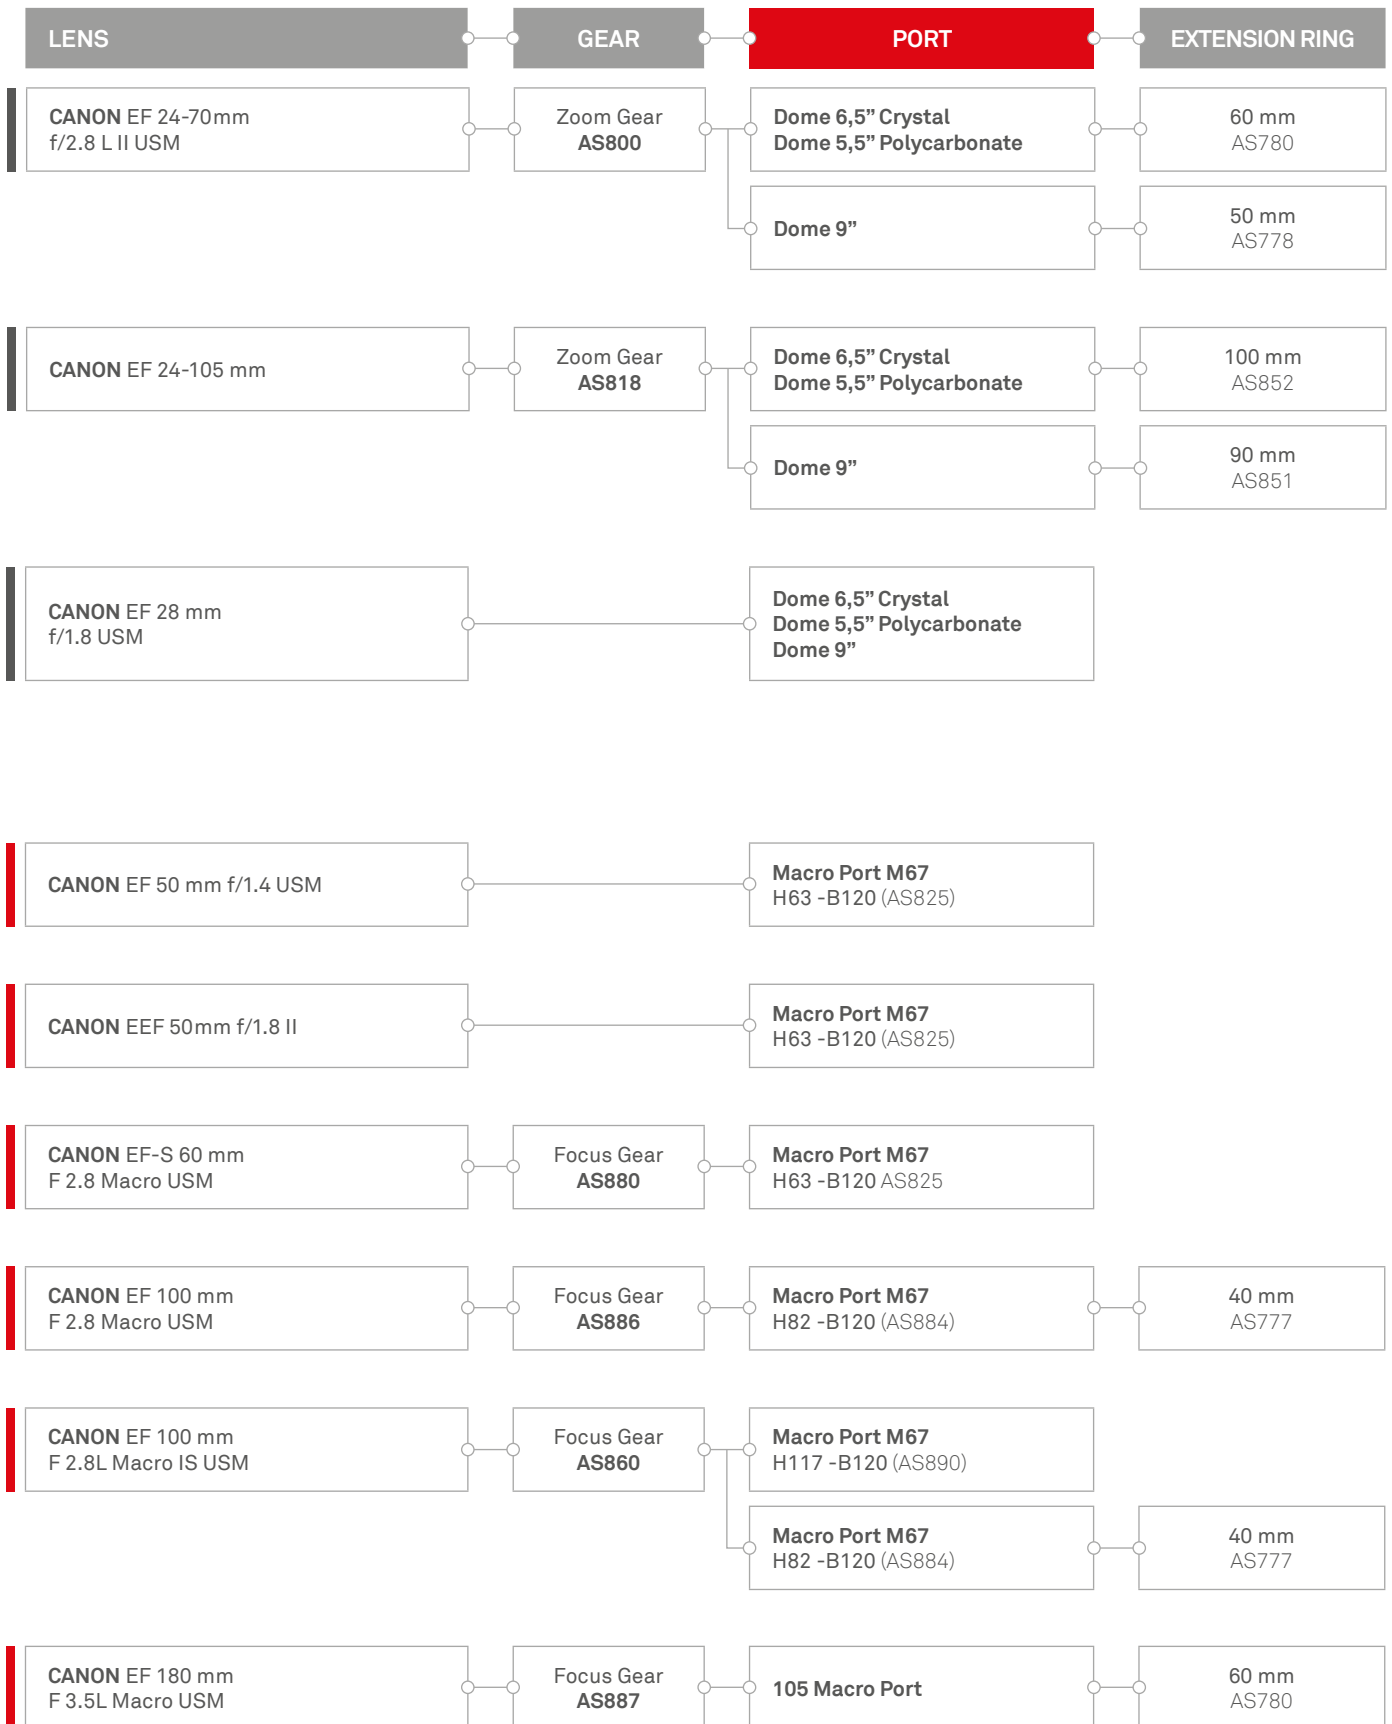 LENS
GEAR
PORT
EXTENSION RING
CANON EF 24-70mm
f/2.8 L II USM
Zoom Gear
AS800
Dome 6,5” Crystal
Dome 5,5” Polycarbonate
60 mm
AS780
Dome 9”
50 mm
AS778
CANON EF 24-105 mm
Zoom Gear
AS818
Dome 6,5” Crystal
Dome 5,5” Polycarbonate
100 mm
AS852
Dome 9”
90 mm
AS851
CANON EF 28 mm
f/1.8 USM
Dome 6,5” Crystal
Dome 5,5” Polycarbonate
Dome 9”
CANON EF 50 mm f/1.4 USM
Macro Port M67
H63 -B120 (AS825)
CANON EEF 50mm f/1.8 II
Macro Port M67
H63 -B120 (AS825)
CANON EF-S 60 mm
F 2.8 Macro USM
Focus Gear
AS880
Macro Port M67
H63 -B120 AS825
CANON EF 100 mm
F 2.8 Macro USM
Focus Gear
AS886
Macro Port M67
H82 -B120 (AS884)
40 mm
AS777
CANON EF 100 mm
F 2.8L Macro IS USM
Focus Gear
AS860
Macro Port M67
H117 -B120 (AS890)
Macro Port M67
H82 -B120 (AS884)
40 mm
AS777
CANON EF 180 mm
F 3.5L Macro USM
Focus Gear
AS887
105 Macro Port
60 mm
AS780